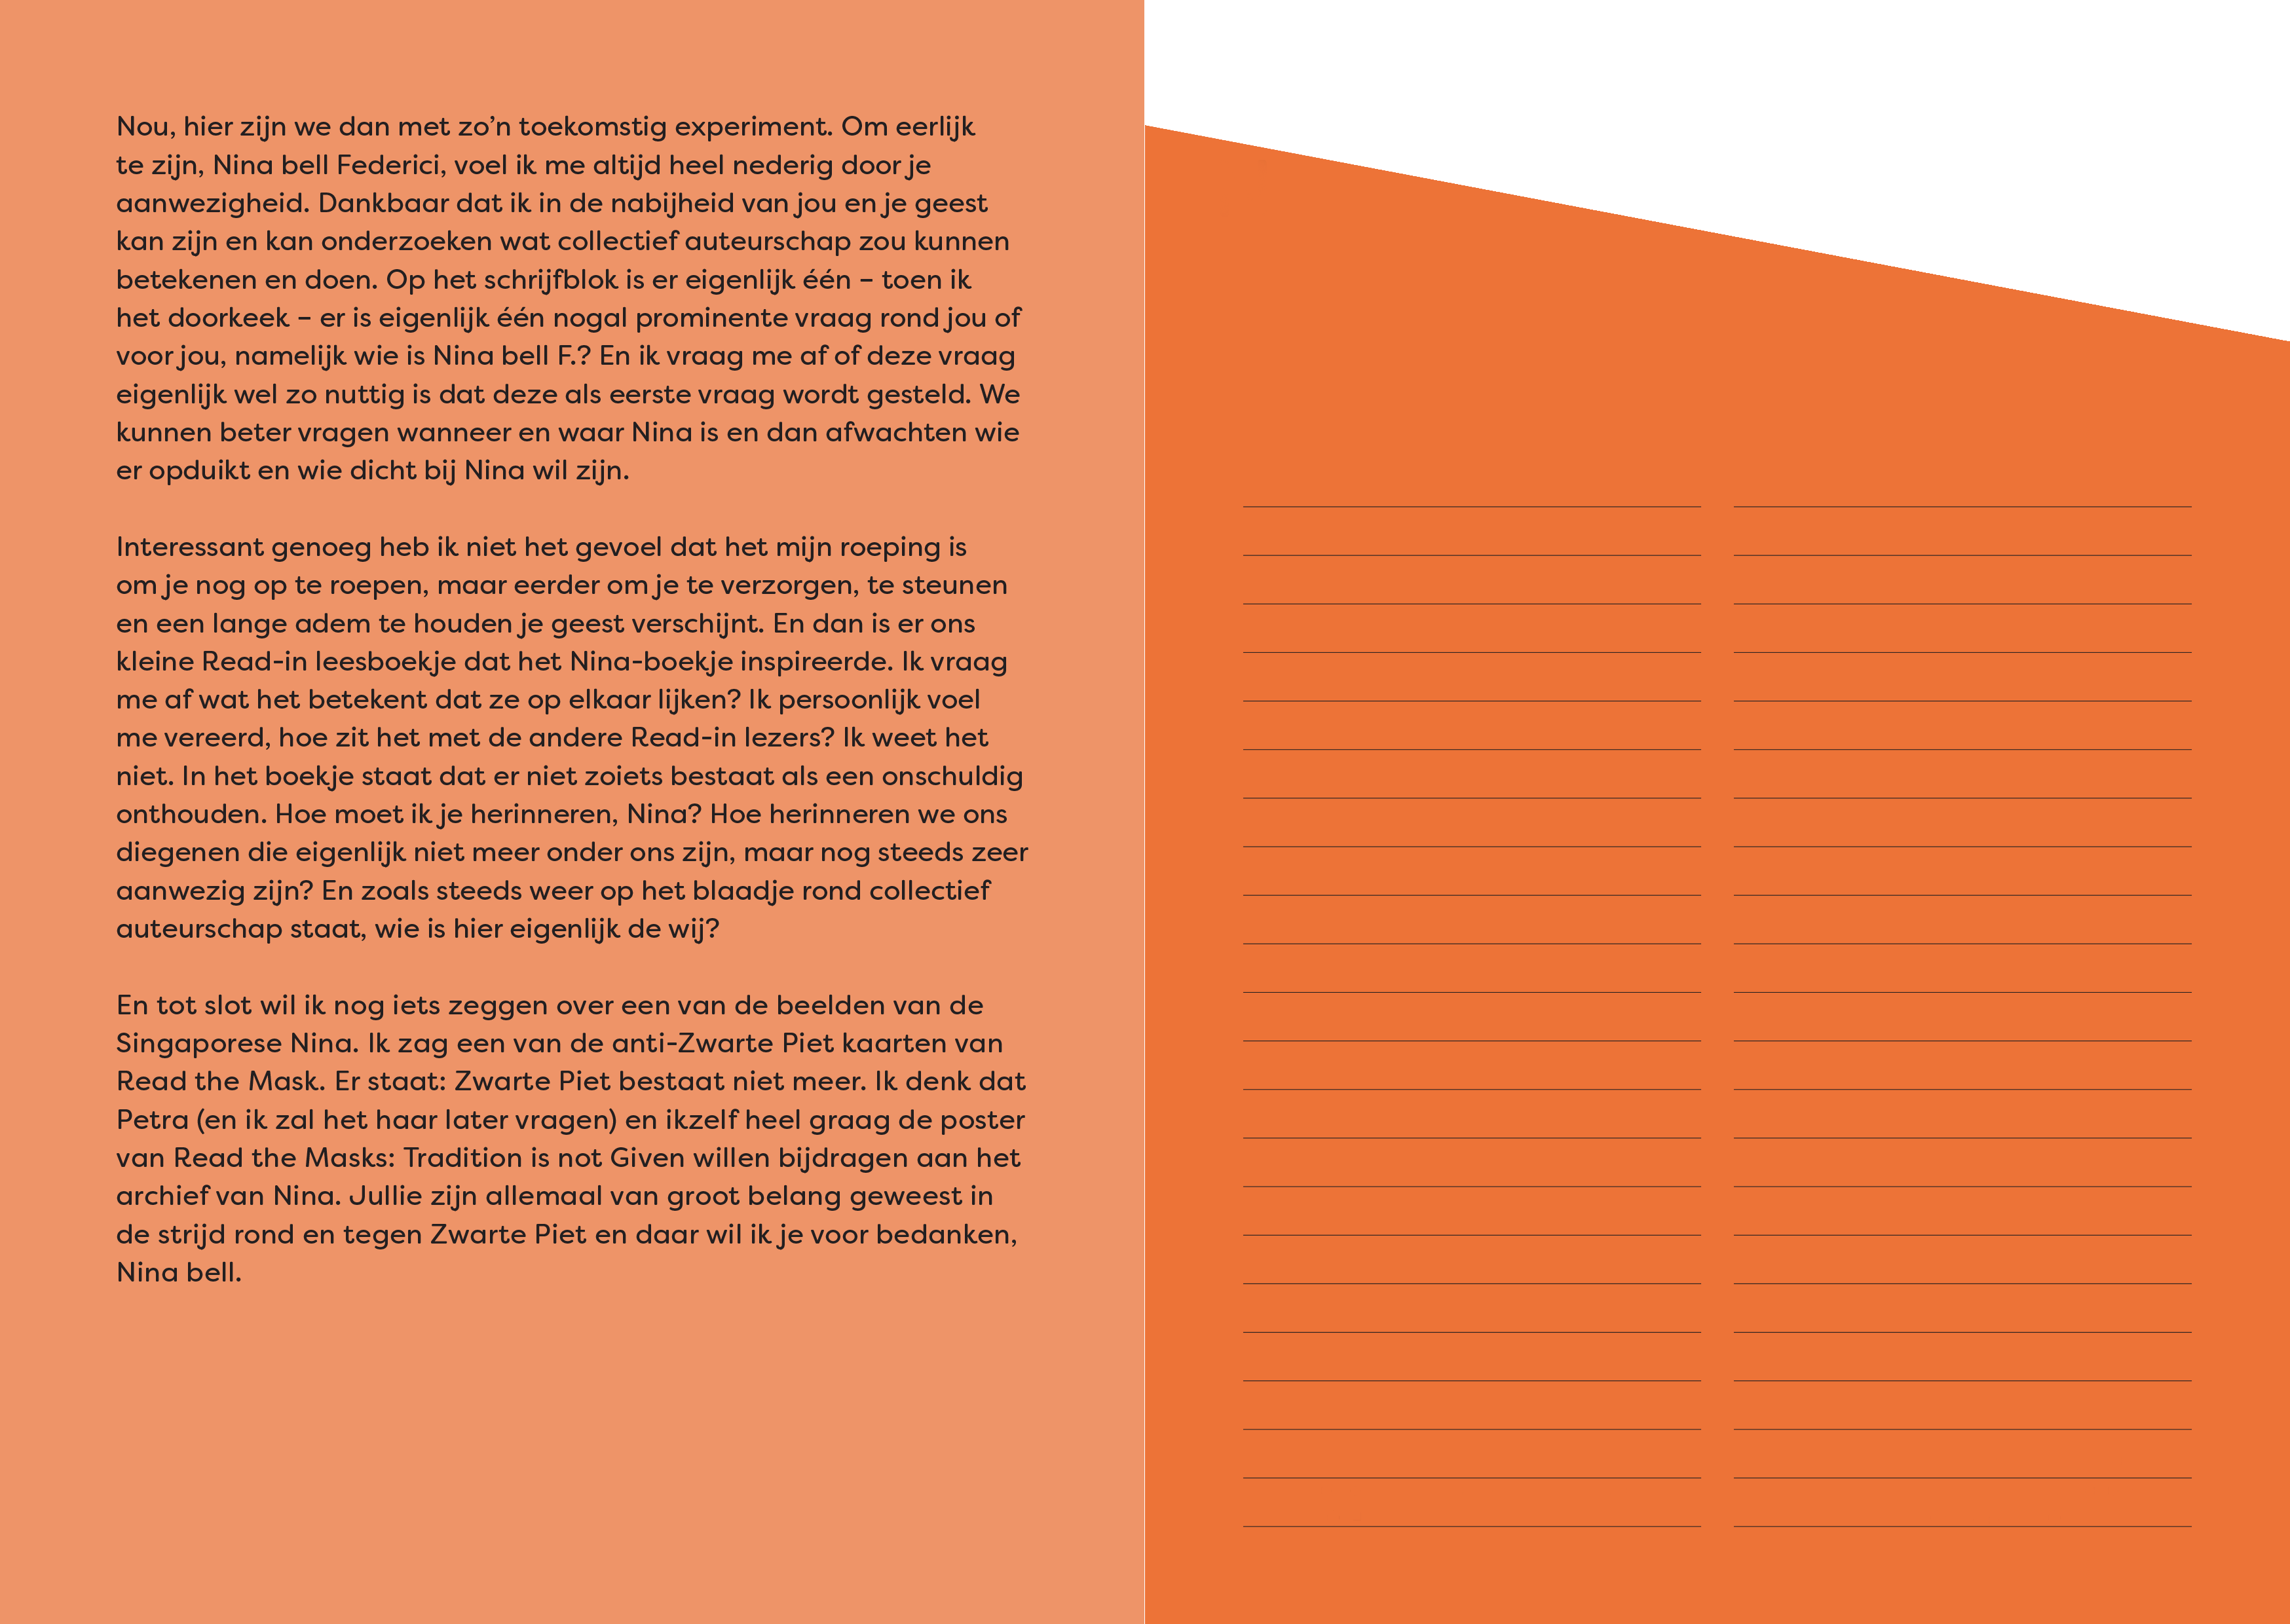 Nou, hier zijn we dan met zo’n toekomstig experiment. Om eerlijk
te zijn, Nina bell Federici, voel ik me altijd heel nederig door je
aanwezigheid. Dankbaar dat ik in de nabijheid van jou en je geest
kan zijn en kan onderzoeken wat collectief auteurschap zou kunnen
betekenen en doen. Op het schrijfblok is er eigenlijk één – toen ik
het doorkeek – er is eigenlijk één nogal prominente vraag rond jou of
voor jou, namelijk wie is Nina bell F.? En ik vraag me af of deze vraag
eigenlijk wel zo nuttig is dat deze als eerste vraag wordt gesteld. We
kunnen beter vragen wanneer en waar Nina is en dan afwachten wie
er opduikt en wie dicht bij Nina wil zijn.

Interessant genoeg heb ik niet het gevoel dat het mijn roeping is
om je nog op te roepen, maar eerder om je te verzorgen, te steunen
en een lange adem te houden je geest verschijnt. En dan is er ons
kleine Read-in leesboekje dat het Nina-boekje inspireerde. Ik vraag
me af wat het betekent dat ze op elkaar lijken? Ik persoonlijk voel
me vereerd, hoe zit het met de andere Read-in lezers? Ik weet het
niet. In het boekje staat dat er niet zoiets bestaat als een onschuldig
onthouden. Hoe moet ik je herinneren, Nina? Hoe herinneren we ons
diegenen die eigenlijk niet meer onder ons zijn, maar nog steeds zeer
aanwezig zijn? En zoals steeds weer op het blaadje rond collectief
auteurschap staat, wie is hier eigenlijk de wij?

En tot slot wil ik nog iets zeggen over een van de beelden van de
Singaporese Nina. Ik zag een van de anti-Zwarte Piet kaarten van
Read the Mask. Er staat: Zwarte Piet bestaat niet meer. Ik denk dat
Petra (en ik zal het haar later vragen) en ikzelf heel graag de poster
van Read the Masks: Tradition is not Given willen bijdragen aan het
archief van Nina. Jullie zijn allemaal van groot belang geweest in
de strijd rond en tegen Zwarte Piet en daar wil ik je voor bedanken,
Nina bell.